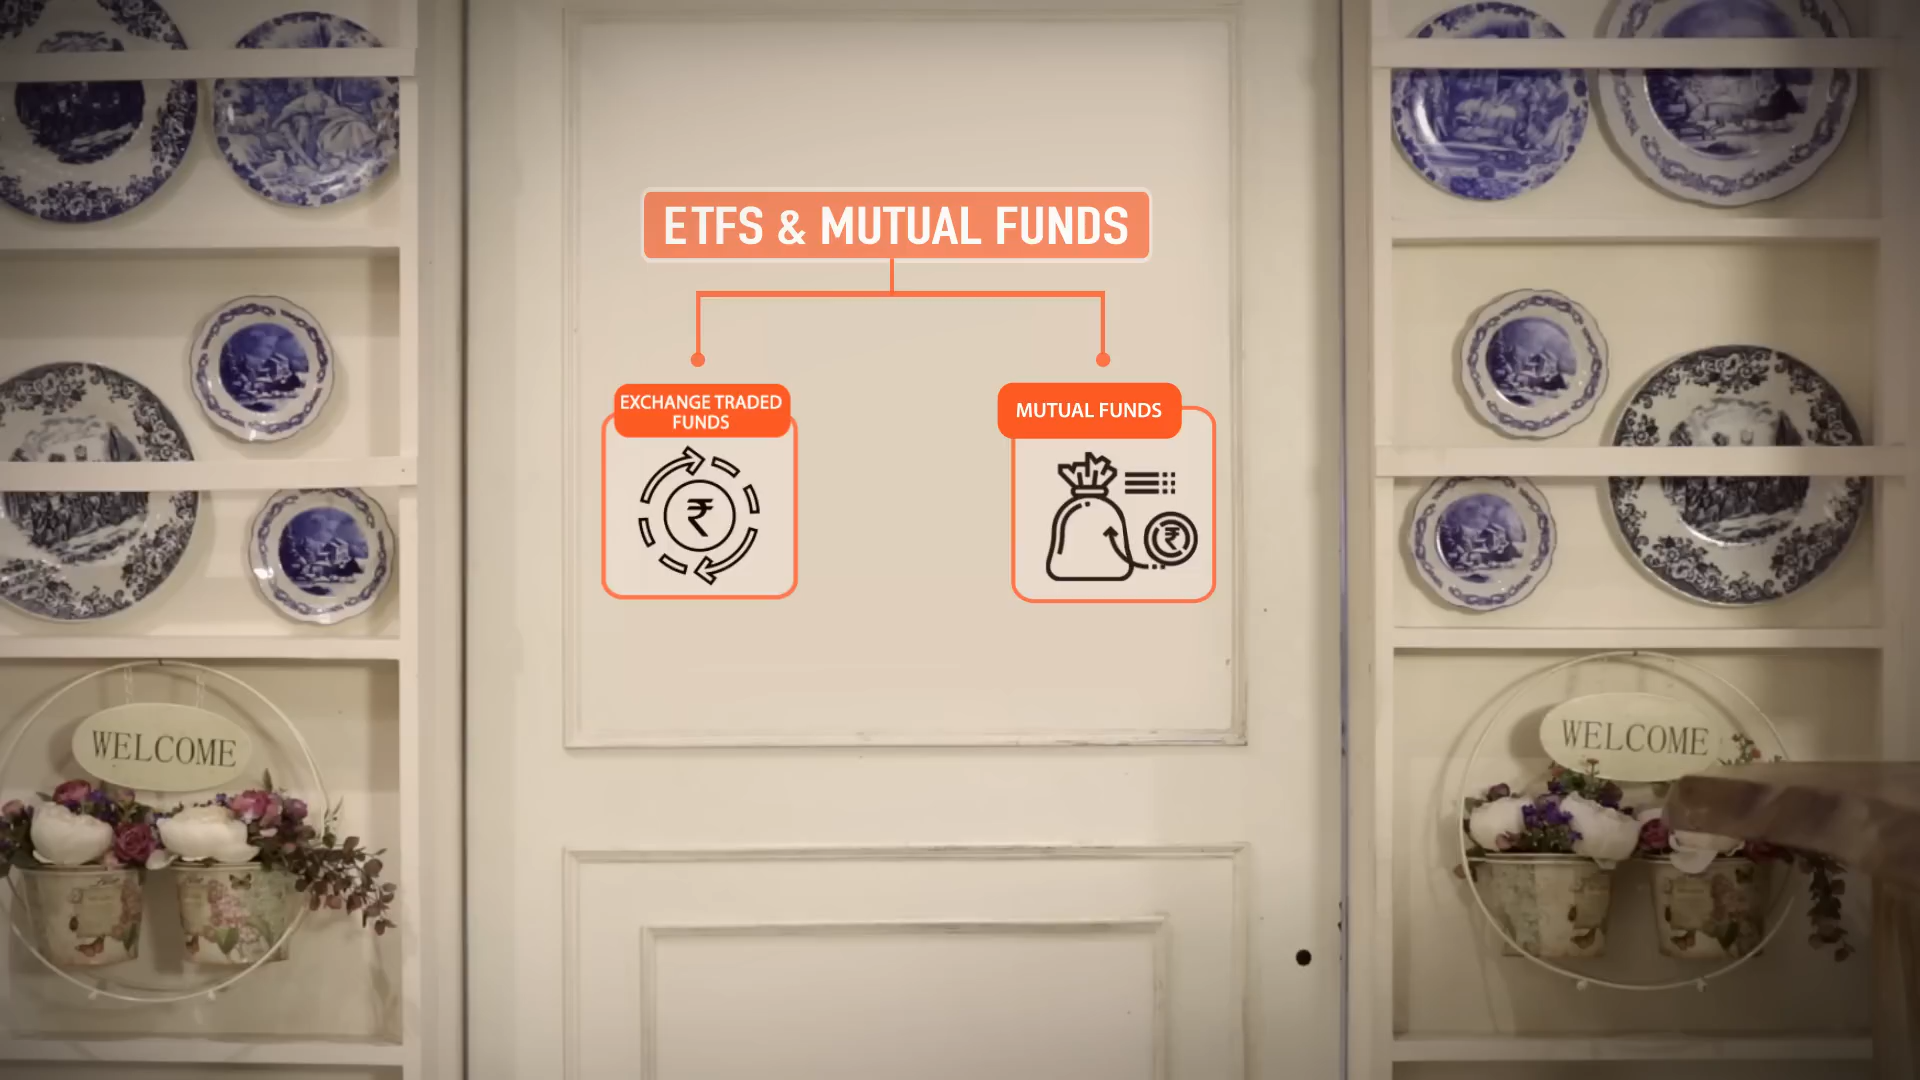 ETFS & MUTUAL FUNDS
EXCHANGE TRADED
FUNDS
₹
MUTUAL FUNDS
₹
WELCOME
WELCOME